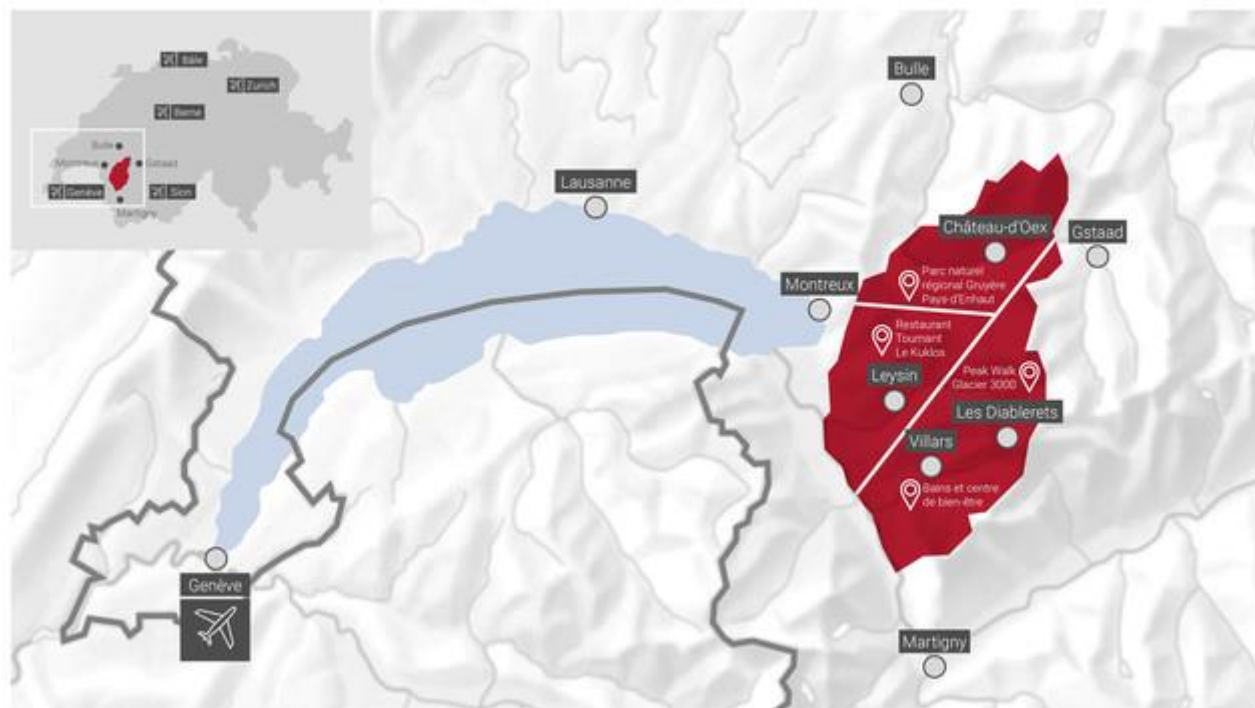 Bâle
Zurich
Berne
Bulle
Montreux
Gstaad
Genève
Sion
Martigny
Bulle
Lausanne
Château-d'Oex
Gstaad
Parc naturel
régional Gruyère
Pays-d'Enhaut
Montreux
Restaurant
Tournant
Le Kuklos
Peak Walk
Glacier 3000
Leysin
Les Diablerets
Villars
Bains et centre
de bien-être
Genève
Martigny